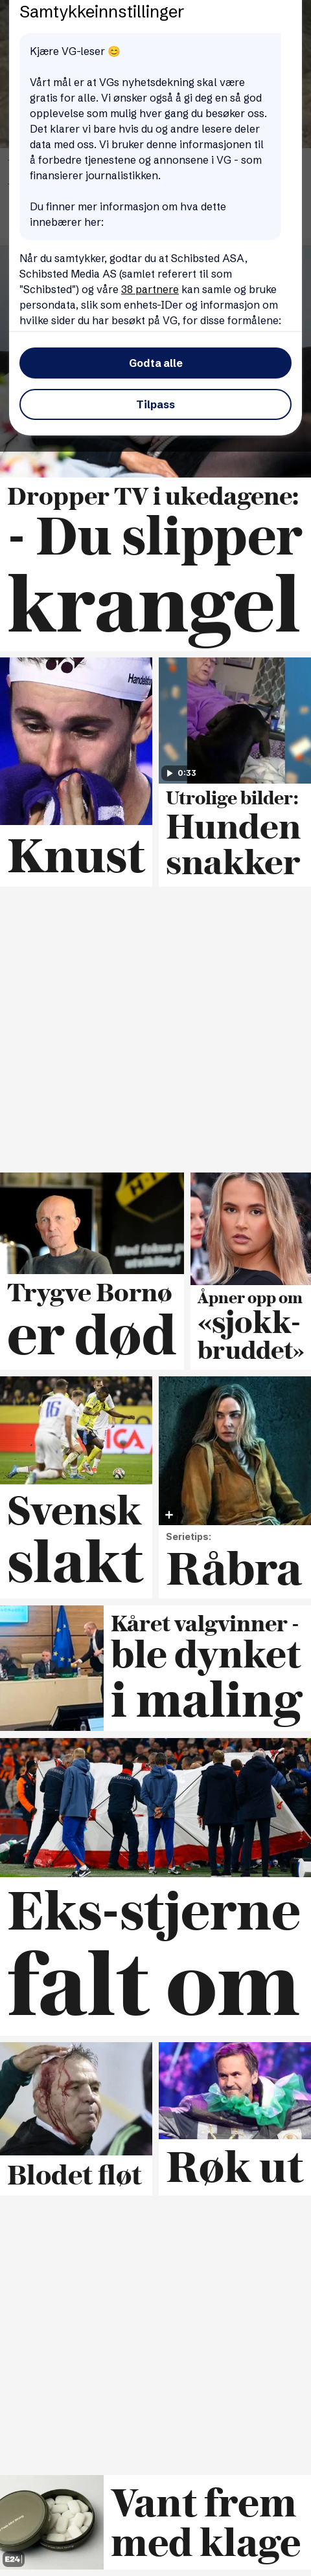 Samtykkeinnstillinger
Kjære VG-leser 😊
Vårt mål er at VGs nyhetsdekning skal være
gratis for alle. Vi ønsker også å gi deg en så god
opplevelse som mulig hver gang du besøker oss.
Det klarer vi bare hvis du og andre lesere deler
data med oss. Vi bruker denne informasjonen til
å forbedre tjenestene og annonsene i VG - som
finansierer journalistikken.
Du finner mer informasjon om hva dette
innebærer her:
Når du samtykker, godtar du at Schibsted ASA,
Schibsted Media AS (samlet referert til som
"Schibsted") og våre 38 partnere kan samle og bruke
persondata, slik som enhets-IDer og informasjon om
hvilke sider du har besøkt på VG, for disse formålene:
Godta alle
Tilpass
Dropper TV i ukedagene:
- Du slipper
krangel
Knust
0:33
Utrolige bilder:
Hunden
snakker
Trygve Bornø
er død
Åpner opp om
«sjokk-
bruddet»
16
ICA
Svensk
slakt
Serietips:
Råbra
Kåret valgvinner -
ble dynket
i maling
Eks-stjerne
falt om
Blodet fløt
Røk ut
E24
Vant frem
med klage